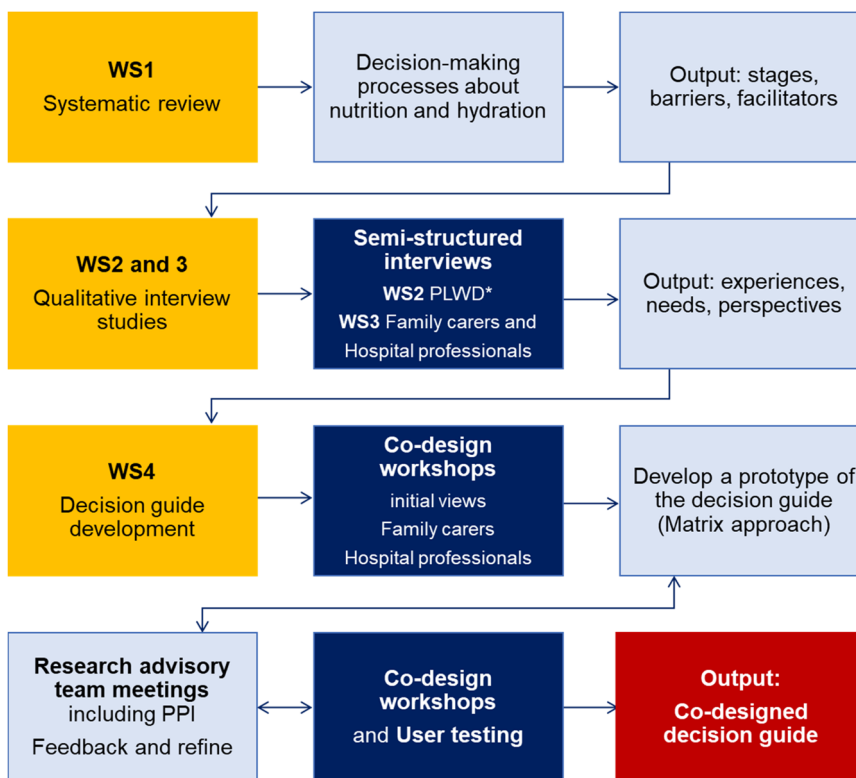 WS1
Systematic review
Decision-making
processes about
nutrition and hydration
Output: stages,
barriers, facilitators
WS2 and 3
Qualitative interview
studies
Semi-structured
interviews
WS2 PLWD*
WS3 Family carers and
Hospital professionals
Output: experiences,
needs, perspectives
WS4
Decision guide
development
Co-design
workshops
initial views
Family carers
Hospital professionals
Develop a prototype of
the decision guide
(Matrix approach)
Research advisory
team meetings
including PPI
Feedback and refine
Co-design
workshops
and User testing
Output:
Co-designed
decision guide